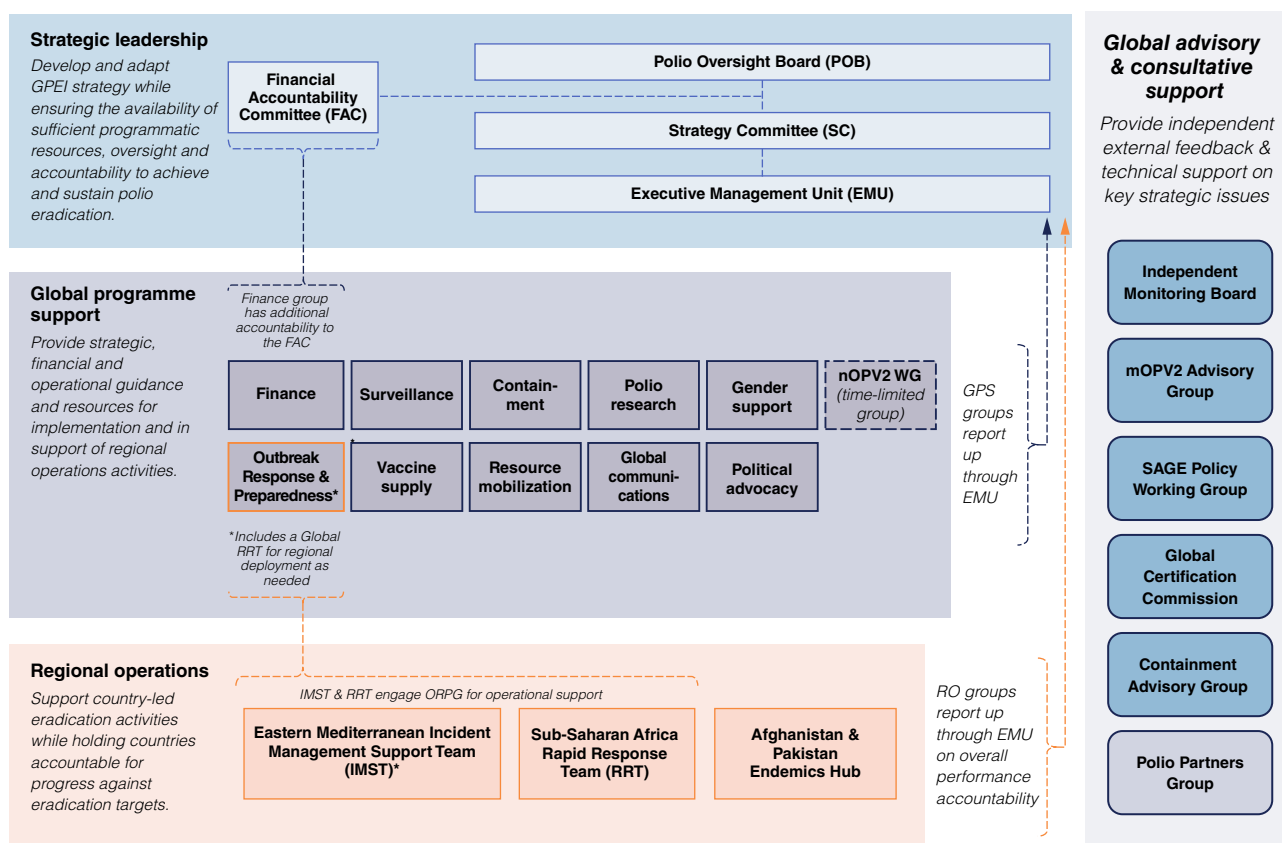 Strategic leadership
Develop and adapt
GPEI strategy while
ensuring the availability of
sufficient programmatic
resources, oversight and
accountability to achieve
and sustain polio
eradication.
Financial
Accountability
Committee (FAC)
Polio Oversight Board (POB)
Strategy Committee (SC)
Executive Management Unit (EMU)
Global programme
support
Provide strategic,
financial and
operational guidance
and resources for
implementation and in
support of regional
operations activities.
Finance group
has additional
accountability to
the FAC
Finance
Surveillance
Contain-
ment
Polio
research
Gender
support
nOPV2 WG
(time-limited
group)
Outbreak
Response &
Preparedness*
*
Vaccine
supply
Resource
mobilization
Global
communi-
cations
Political
advocacy
*Includes a Global
RRT for regional
deployment as
needed
GPS
groups
report
up
through
EMU
Regional operations
Support country-led
eradication activities
while holding countries
accountable for
progress against
eradication targets.
IMST & RRT engage ORPG for operational support
Eastern Mediterranean Incident
Management Support Team
(IMST)*
Sub-Saharan Africa
Rapid Response
Team (RRT)
Afghanistan &
Pakistan
Endemics Hub
RO groups
report up
through EMU
on overall
performance
accountability
Global advisory
& consultative
support
Provide independent
external feedback &
technical support on
key strategic issues
Independent
Monitoring Board
mOPV2 Advisory
Group
SAGE Policy
Working Group
Global
Certification
Commission
Containment
Advisory Group
Polio Partners
Group